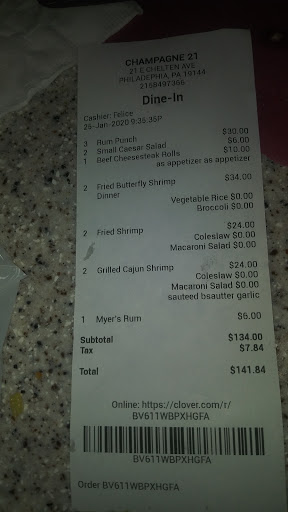 CHAMPAGNE 21
21 E CHELTEN AVE
PHILADEPHIA, PA 19144
2158497366
Dine-In
Cashier: Felice
25-Jan-2020 9:35:35P
3 Rum Punch $30.00
2 Small Caesar Salad $6.00
1 Beef Cheesesteak Rolls $10.00
as appetizer as appetizer
2 Fried Butterfly Shrimp $34.00
Dinner
Vegetable Rice $0.00
Broccoli $0.00
2 Fried Shrimp $24.00
Coleslaw $0.00
Macaroni Salad $0.00
2 Grilled Cajun Shrimp $24.00
Coleslaw $0.00
Macaroni Salad $0.00
sauteed bsautter garlic
1 Myer's Rum $6.00
Subtotal $134.00
Tax $7.84
Total $141.84
Online: https://clover.com/r/
BV611WBPXHGFA
BV611WBPXHGFA
Order BV611WBPXHGFA